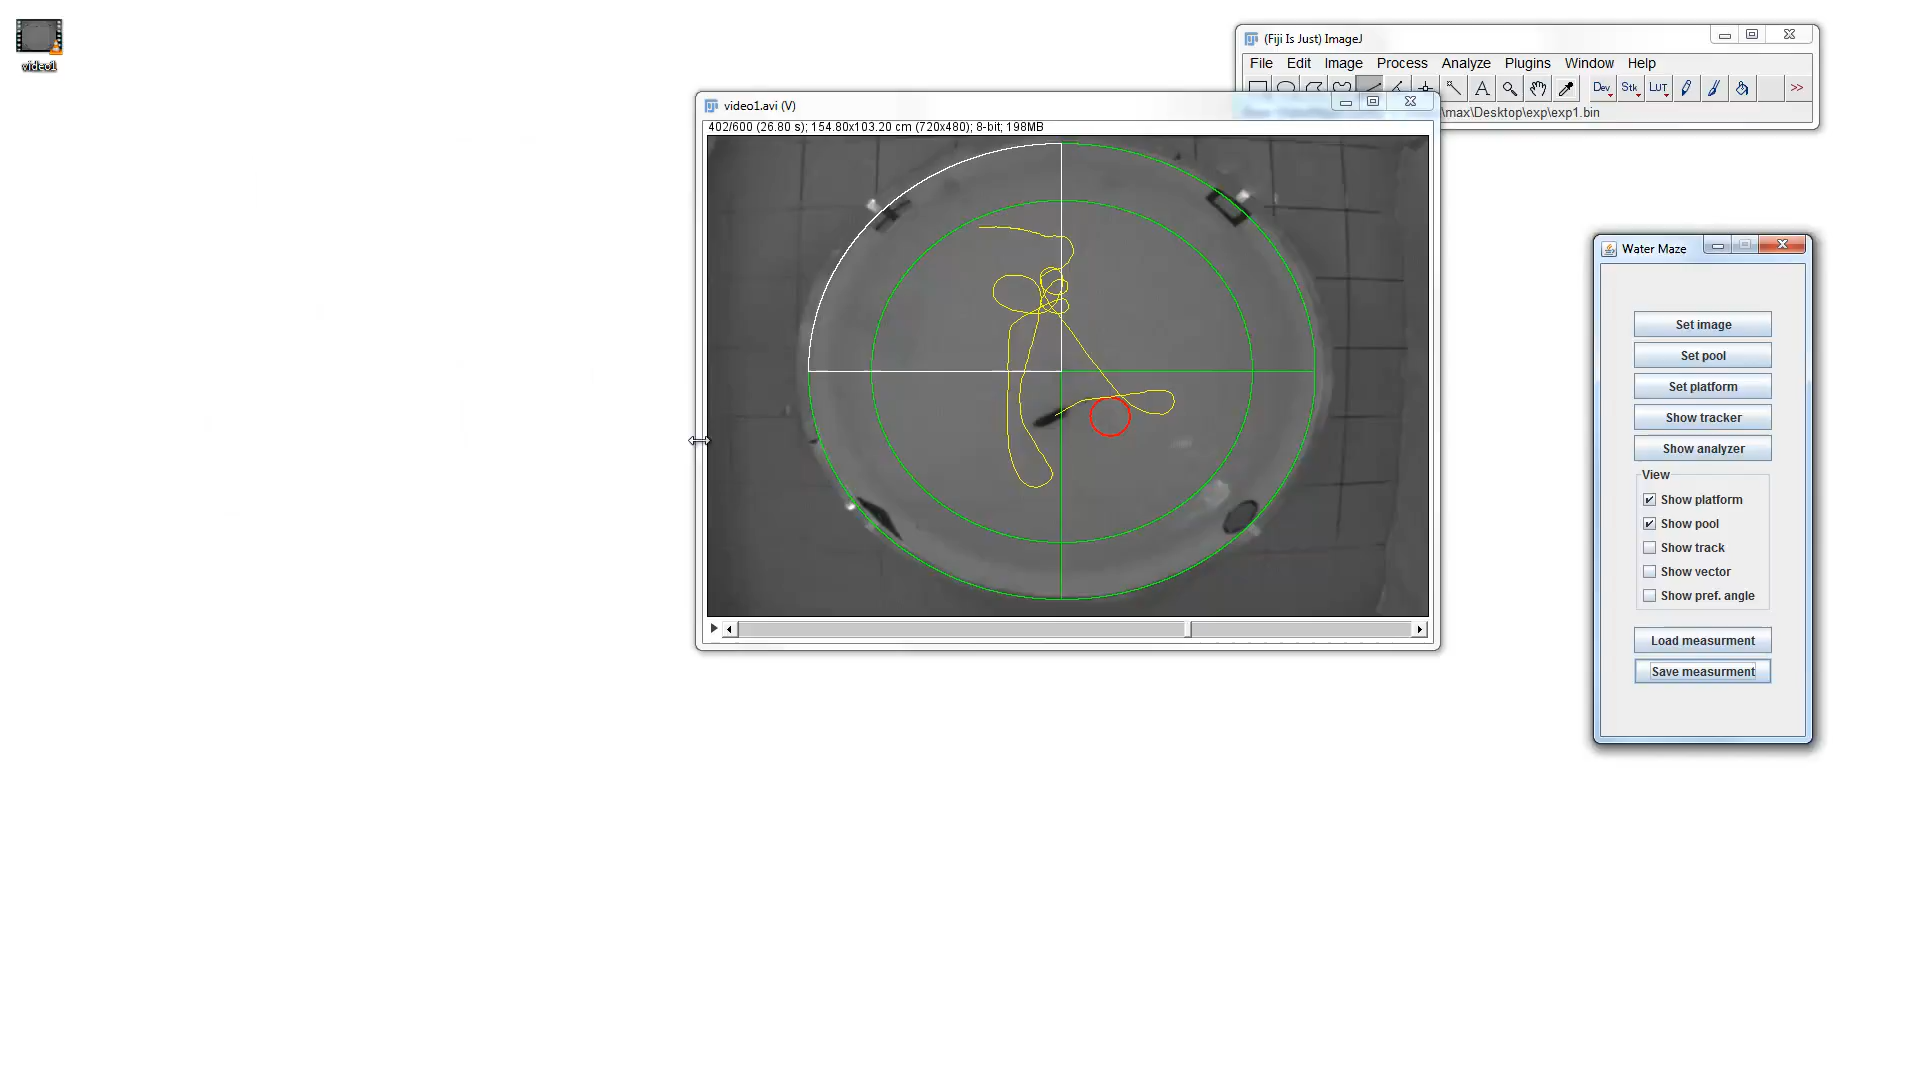 video1
(Fiji Is Just) ImageJ
File Edit Image Process Analyze Plugins Window Help
Dev Stk LUT >>
\max\Desktop\exp\exp1.bin
video1.avi (V)
402/600 (26.80 s); 154.80x103.20 cm (720x480); 8-bit; 198MB
Water Maze
Set image
Set pool
Set platform
Show tracker
Show analyzer
View
Show platform
Show pool
Show track
Show vector
Show pref. angle
Load measurment
Save measurment